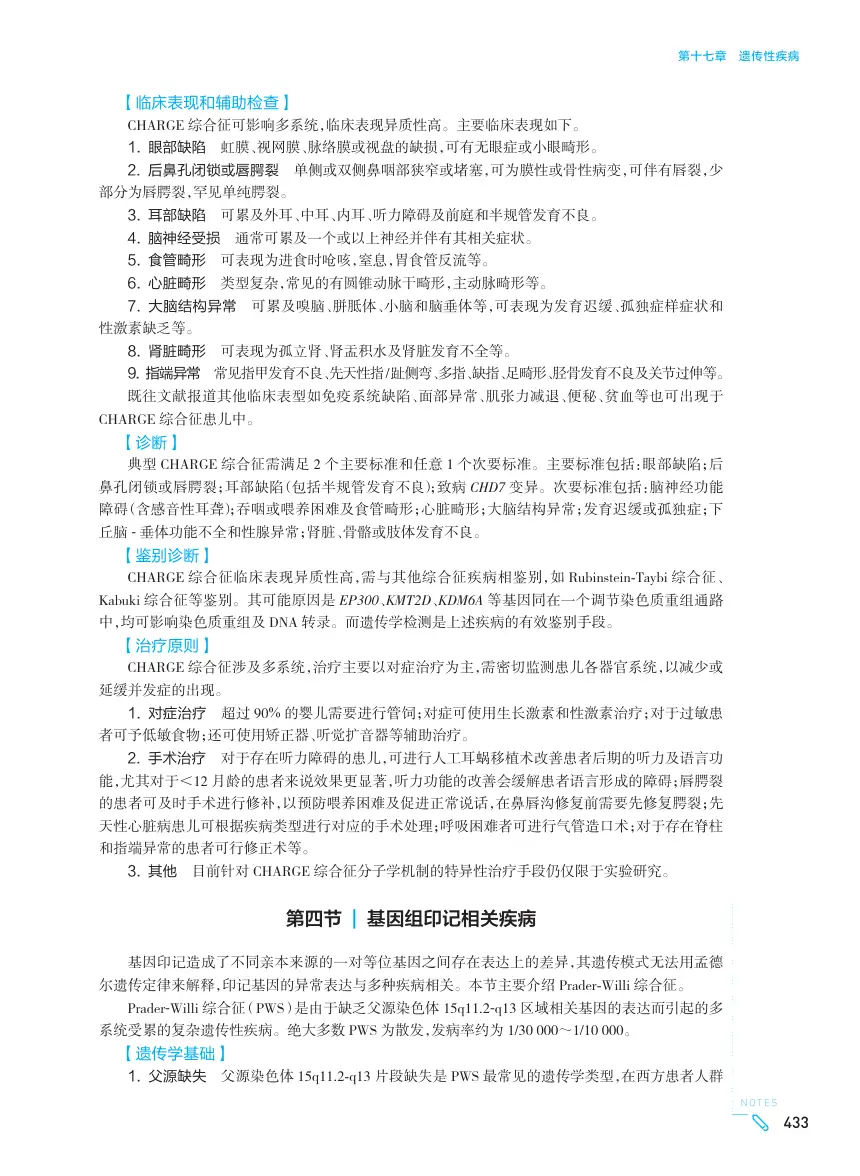 第十七章　遗传性疾病
【临床表现和辅助检查】
CHARGE 综合征可影响多系统,临床表现异质性高。主要临床表现如下。
1. 眼部缺陷　虹膜、视网膜、脉络膜或视盘的缺损,可有无眼症或小眼畸形。
2. 后鼻孔闭锁或唇腭裂　单侧或双侧鼻咽部狭窄或堵塞,可为膜性或骨性病变,可伴有唇裂,少
部分为唇腭裂,罕见单纯腭裂。
3. 耳部缺陷　可累及外耳、中耳、内耳、听力障碍及前庭和半规管发育不良。
4. 脑神经受损　通常可累及一个或以上神经并伴有其相关症状。
5. 食管畸形　可表现为进食时呛咳,窒息,胃食管反流等。
6. 心脏畸形　类型复杂,常见的有圆锥动脉干畸形,主动脉畸形等。
7. 大脑结构异常　可累及嗅脑、胼胝体、小脑和脑垂体等,可表现为发育迟缓、孤独症样症状和
性激素缺乏等。
8. 肾脏畸形　可表现为孤立肾、肾盂积水及肾脏发育不全等。
9. 指端异常　常见指甲发育不良、先天性指/趾侧弯、多指、缺指、足畸形、胫骨发育不良及关节过伸等。
既往文献报道其他临床表型如免疫系统缺陷、面部异常、肌张力减退、便秘、贫血等也可出现于
CHARGE 综合征患儿中。
【诊断】
典型 CHARGE 综合征需满足 2 个主要标准和任意 1 个次要标准。主要标准包括:眼部缺陷;后
鼻孔闭锁或唇腭裂;耳部缺陷(包括半规管发育不良);致病 CHD7 变异。次要标准包括:脑神经功能
障碍(含感音性耳聋);吞咽或喂养困难及食管畸形;心脏畸形;大脑结构异常;发育迟缓或孤独症;下
丘脑 - 垂体功能不全和性腺异常;肾脏、骨骼或肢体发育不良。
【鉴别诊断】
CHARGE 综合征临床表现异质性高,需与其他综合征疾病相鉴别,如 Rubinstein-Taybi 综合征、
Kabuki 综合征等鉴别。其可能原因是 EP300、KMT2D、KDM6A 等基因同在一个调节染色质重组通路
中,均可影响染色质重组及 DNA 转录。而遗传学检测是上述疾病的有效鉴别手段。
【治疗原则】
CHARGE 综合征涉及多系统,治疗主要以对症治疗为主,需密切监测患儿各器官系统,以减少或
延缓并发症的出现。
1. 对症治疗　超过 90% 的婴儿需要进行管饲;对症可使用生长激素和性激素治疗;对于过敏患
者可予低敏食物;还可使用矫正器、听觉扩音器等辅助治疗。
2. 手术治疗　对于存在听力障碍的患儿,可进行人工耳蜗移植术改善患者后期的听力及语言功
能,尤其对于<12 月龄的患者来说效果更显著,听力功能的改善会缓解患者语言形成的障碍;唇腭裂
的患者可及时手术进行修补,以预防喂养困难及促进正常说话,在鼻唇沟修复前需要先修复腭裂;先
天性心脏病患儿可根据疾病类型进行对应的手术处理;呼吸困难者可进行气管造口术;对于存在脊柱
和指端异常的患者可行修正术等。
3. 其他　目前针对 CHARGE 综合征分子学机制的特异性治疗手段仍仅限于实验研究。
第四节 | 基因组印记相关疾病
基因印记造成了不同亲本来源的一对等位基因之间存在表达上的差异,其遗传模式无法用孟德
尔遗传定律来解释,印记基因的异常表达与多种疾病相关。本节主要介绍 Prader-Willi 综合征。
Prader-Willi 综合征(PWS)是由于缺乏父源染色体 15q11.2-q13 区域相关基因的表达而引起的多
系统受累的复杂遗传性疾病。绝大多数 PWS 为散发,发病率约为 1/30 000～1/10 000。
【遗传学基础】
1. 父源缺失　父源染色体 15q11.2-q13 片段缺失是 PWS 最常见的遗传学类型,在西方患者人群
NOTES
433